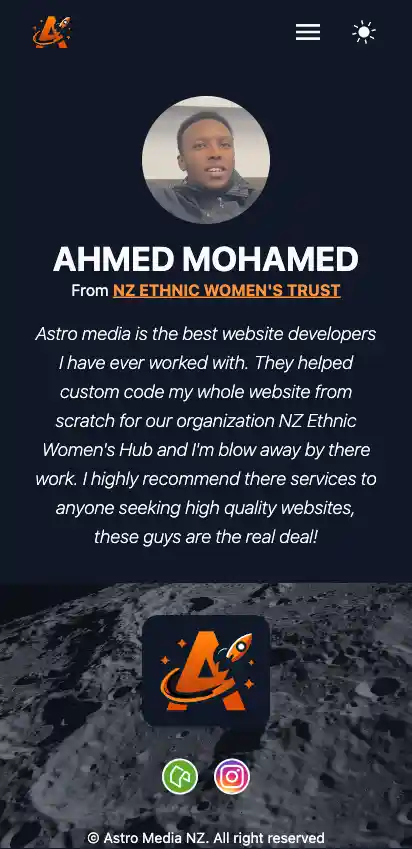 AHMED MOHAMED
From NZ ETHNIC WOMEN'S TRUST
Astro media is the best website developers
I have ever worked with. They helped
custom code my whole website from
scratch for our organization NZ Ethnic
Women's Hub and I'm blow away by there
work. I highly recommend there services to
anyone seeking high quality websites,
these guys are the real deal!
© Astro Media NZ. All right reserved